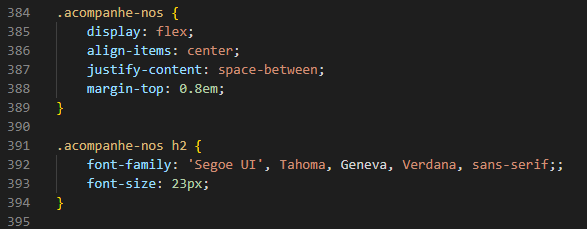 384 .acompanhe-nos {
385 display: flex;
386 align-items: center;
387 justify-content: space-between;
388 margin-top: 0.8em;
389 }
390
391 .acompanhe-nos h2 {
392 font-family: 'Segoe UI', Tahoma, Geneva, Verdana, sans-serif;;
393 font-size: 23px;
394 }
395